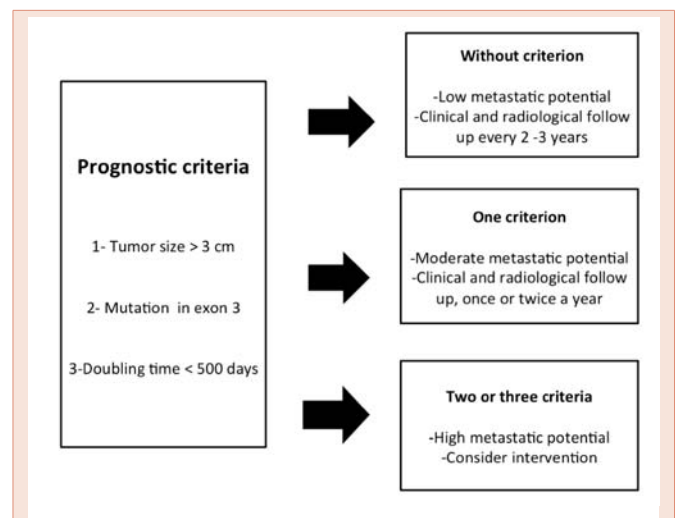 Prognostic criteria
1- Tumor size > 3 cm
2- Mutation in exon 3
3-Doubling time < 500 days
Without criterion
-Low metastatic potential
-Clinical and radiological follow
up every 2 -3 years
One criterion
-Moderate metastatic potential
-Clinical and radiological follow
up, once or twice a year
Two or three criteria
-High metastatic potential
-Consider intervention